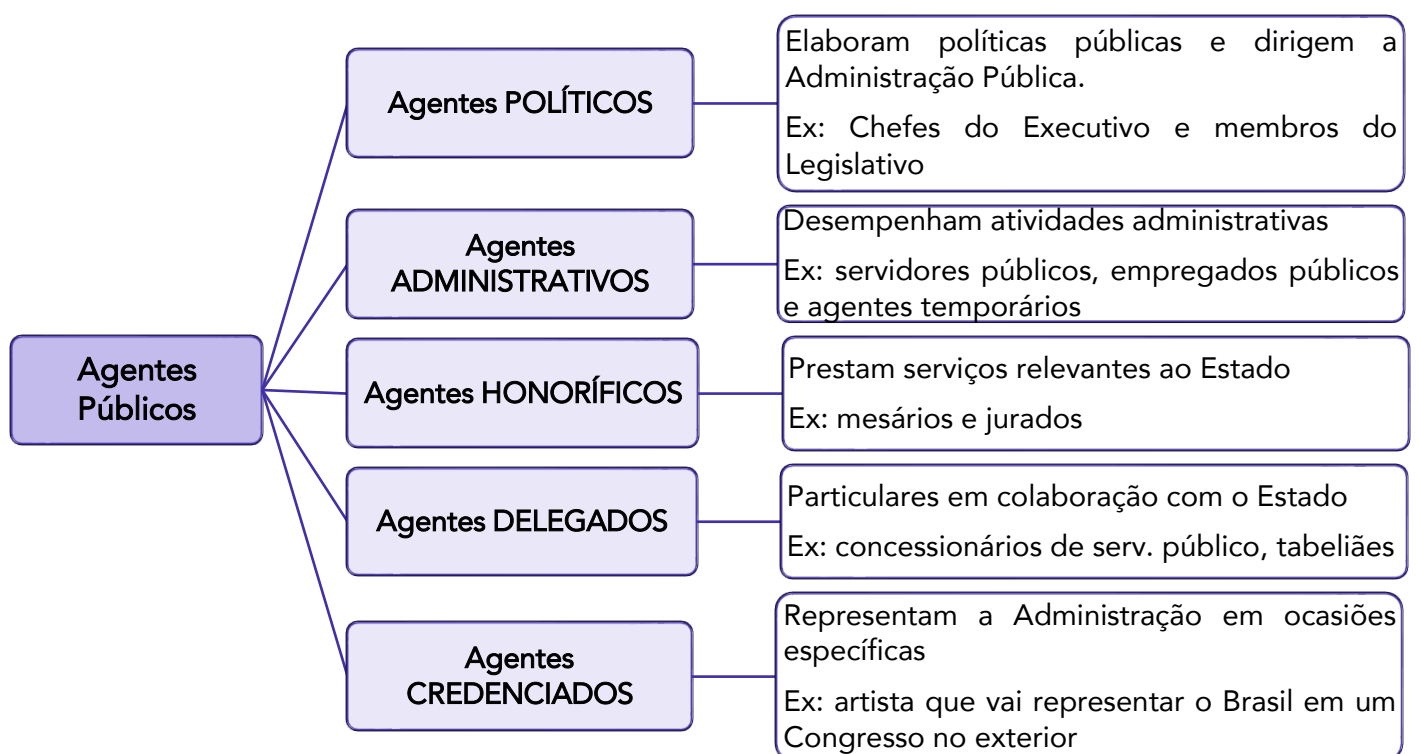 Agentes
Públicos
Agentes POLÍTICOS
Elaboram políticas públicas e dirigem a
Administração Pública.
Ex: Chefes do Executivo e membros do
Legislativo
Agentes
ADMINISTRATIVOS
Desempenham atividades administrativas
Ex: servidores públicos, empregados públicos
e agentes temporários
Agentes HONORÍFICOS
Prestam serviços relevantes ao Estado
Ex: mesários e jurados
Agentes DELEGADOS
Particulares em colaboração com o Estado
Ex: concessionários de serv. público, tabeliães
Agentes
CREDENCIADOS
Representam a Administração em ocasiões
específicas
Ex: artista que vai representar o Brasil em um
Congresso no exterior